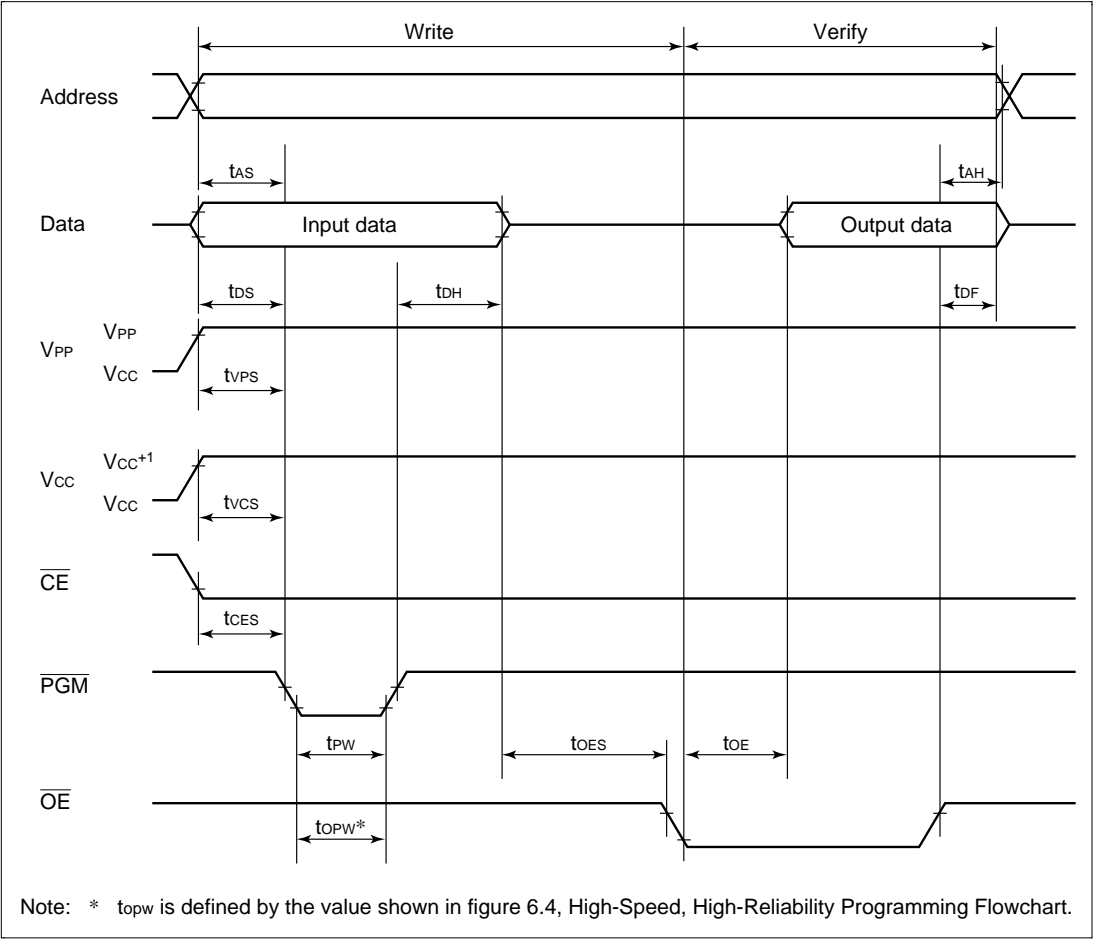 Write Verify
Address
tAS tAH
Data Input data Output data
tDS tDH tDF
VPP VPP
VCC
tVPS
VCC VCC+1
VCC
tVCS
CE
tCES
PGM
tPW tOES tOE
OE
tOPW*
Note: * topw is defined by the value shown in figure 6.4, High-Speed, High-Reliability Programming Flowchart.